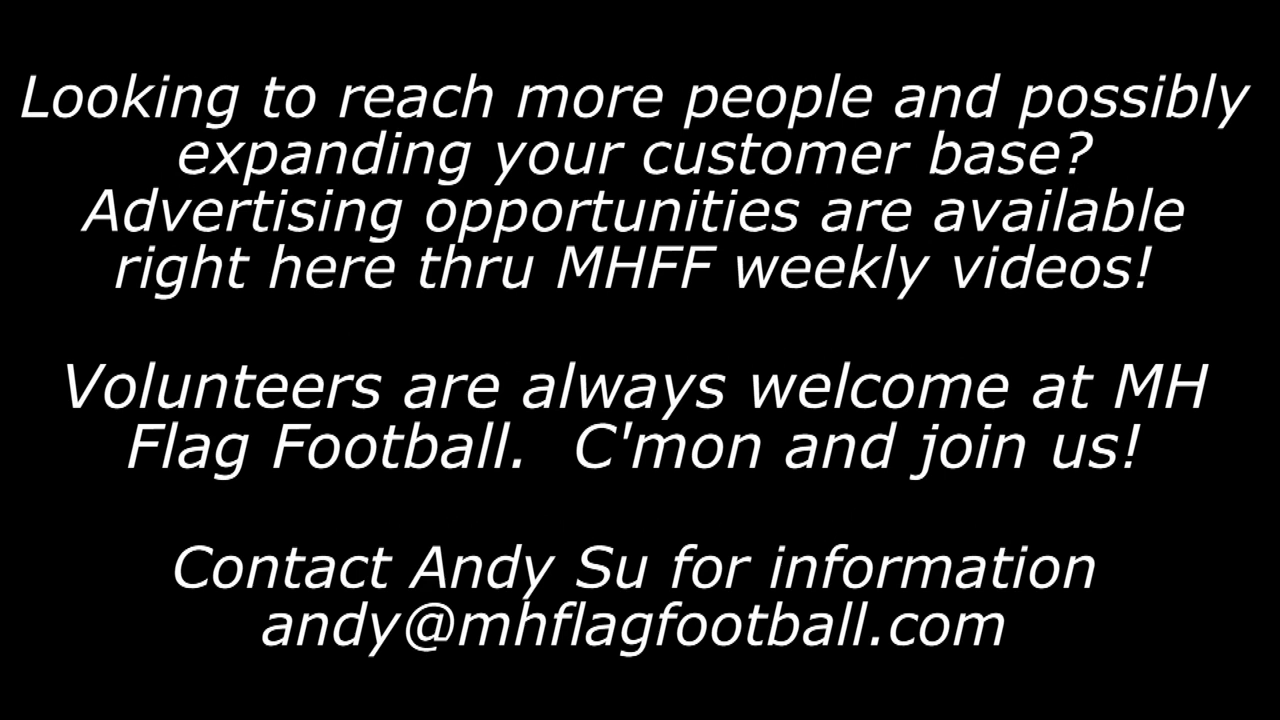 Looking to reach more people and possibly
expanding your customer base?
Advertising opportunities are available
right here thru MHFF weekly videos!
Volunteers are always welcome at MH
Flag Football.  C'mon and join us!
Contact Andy Su for information
andy@mhflagfootball.com